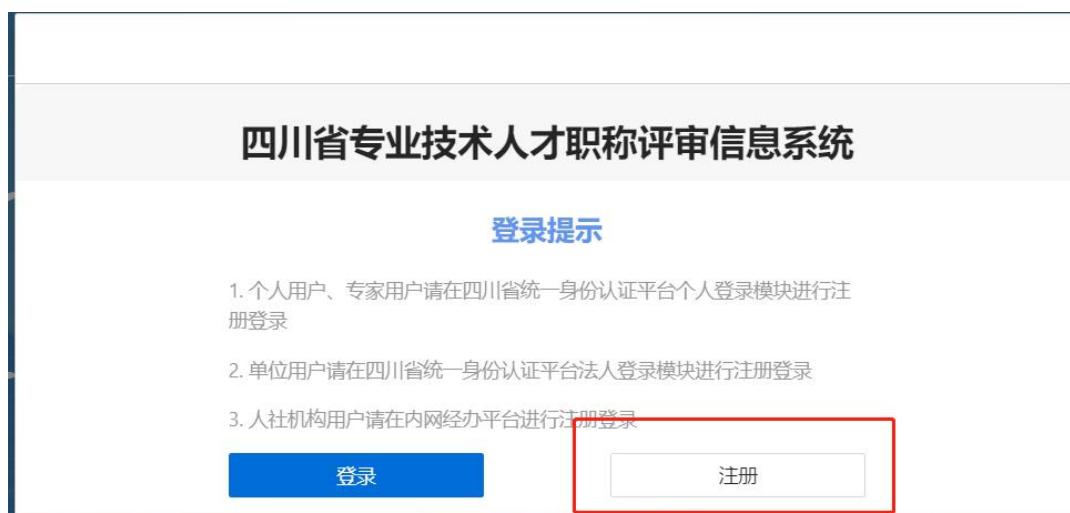 四川省专业技术人才职称评审信息系统
登录提示
1. 个人用户、专家用户请在四川省统一身份认证平台个人登录模块进行注
册登录
2. 单位用户请在四川省统一身份认证平台法人登录模块进行注册登录
3. 人社机构用户请在内网经办平台进行注册登录
登录
注册